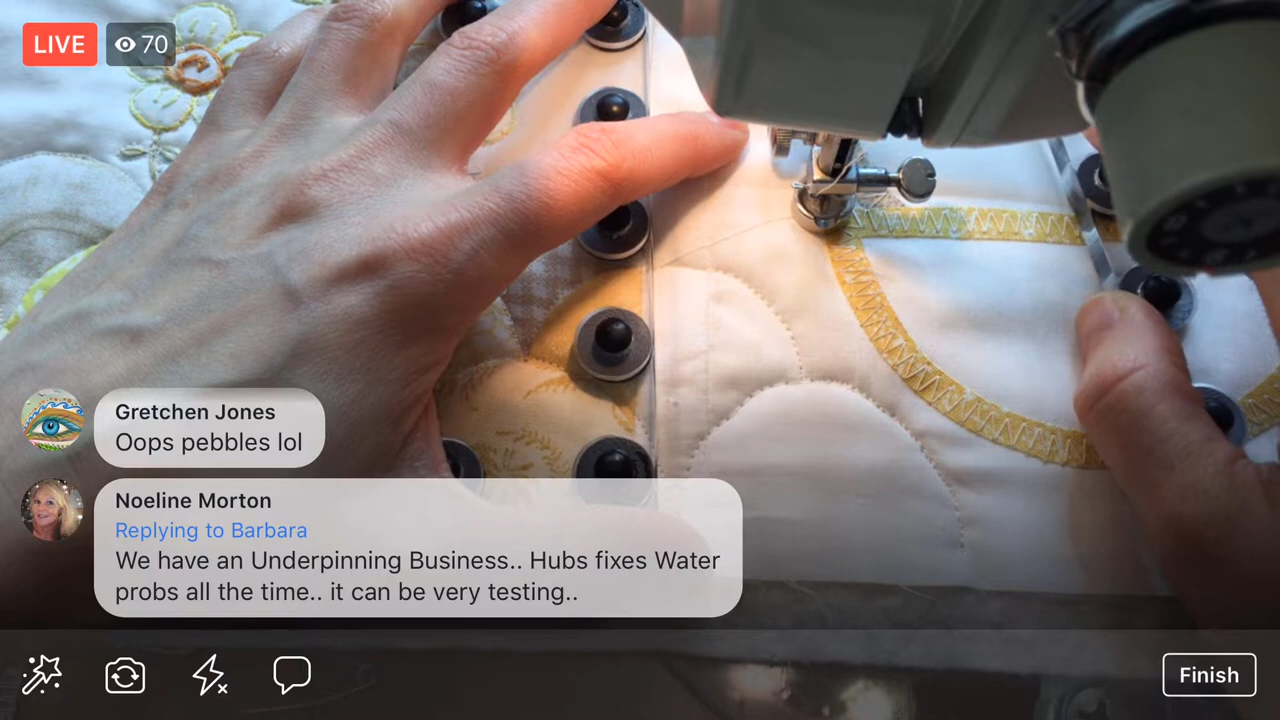 LIVE 70
Gretchen Jones
Oops pebbles lol
Noeline Morton
Replying to Barbara
We have an Underpinning Business.. Hubs fixes Water
probs all the time.. it can be very testing..
Finish